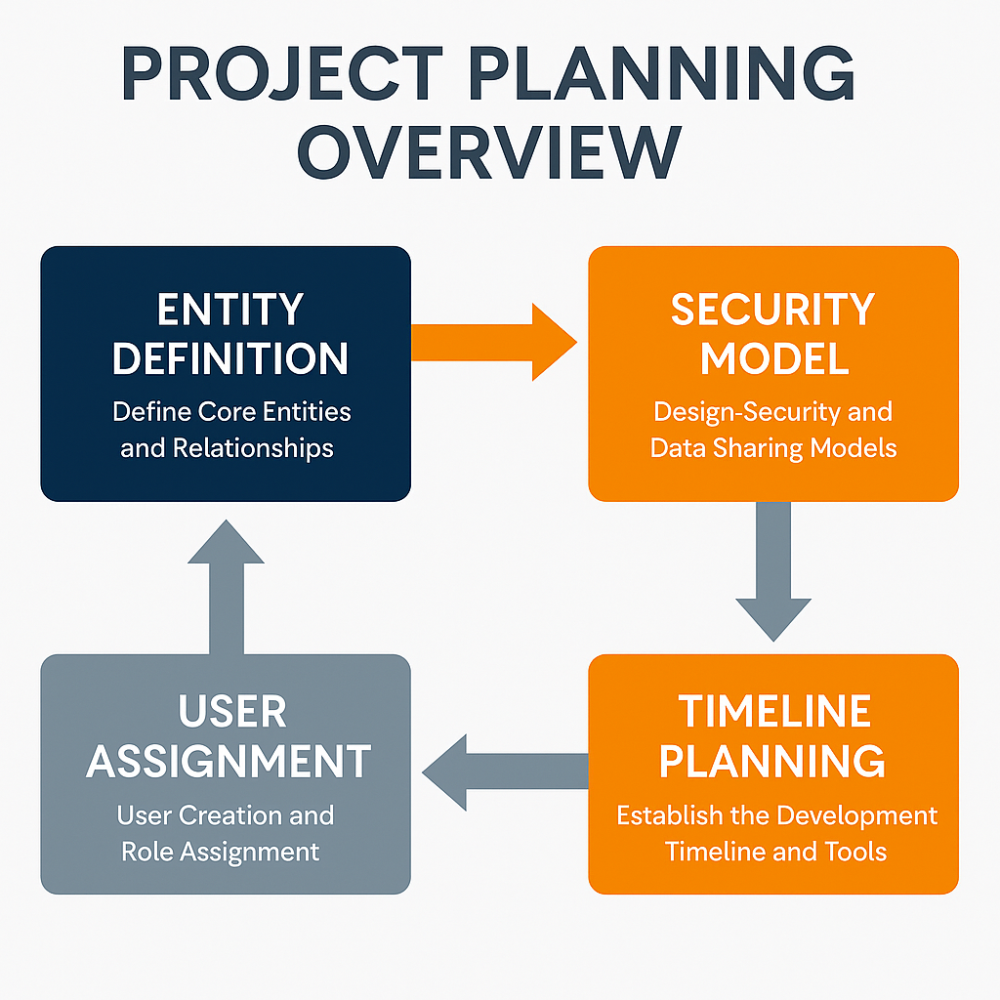 PROJECT PLANNING
OVERVIEW
ENTITY
DEFINITION
Define Core Entities
and Relationships
SECURITY
MODEL
Design-Security and
Data Sharing Models
TIMELINE
PLANNING
Establish the Development
Timeline and Tools
USER
ASSIGNMENT
User Creation and
Role Assignment